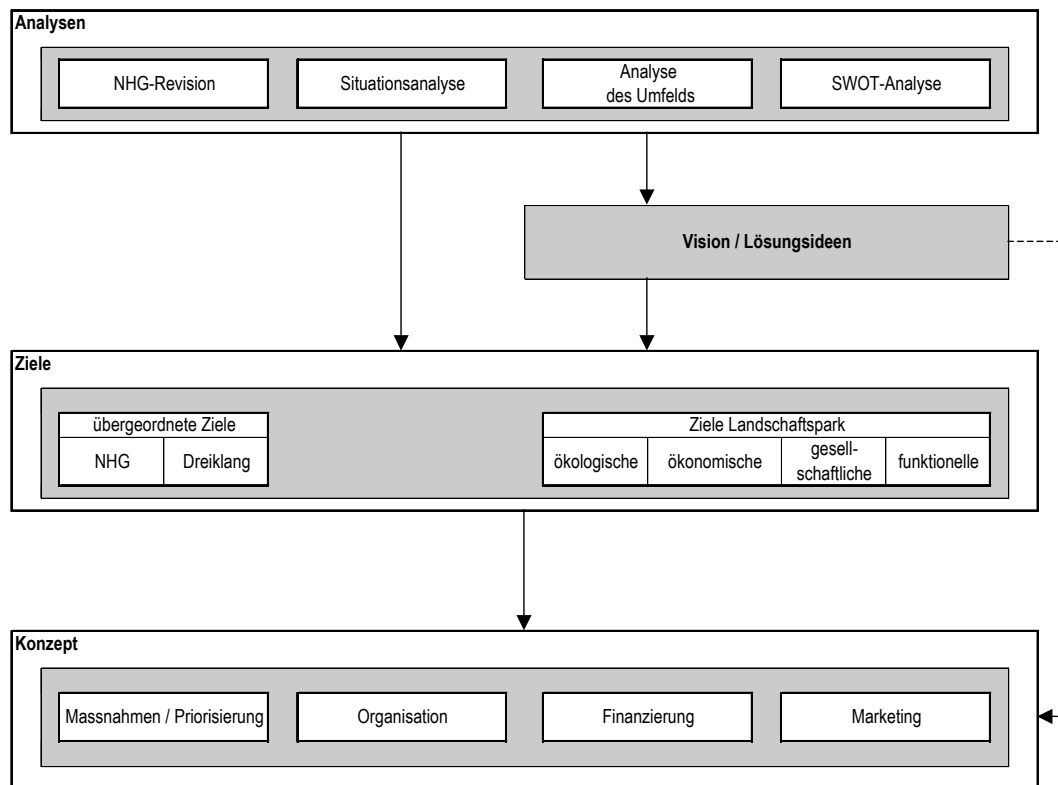 Analysen
NHG-Revision
Situationsanalyse
Analyse
des Umfelds
SWOT-Analyse
Vision / Lösungsideen
Ziele
übergeordnete Ziele
NHG
Dreiklang
Ziele Landschaftspark
ökologische
ökonomische
gesell-
schaftliche
funktionelle
Konzept
Massnahmen / Priorisierung
Organisation
Finanzierung
Marketing